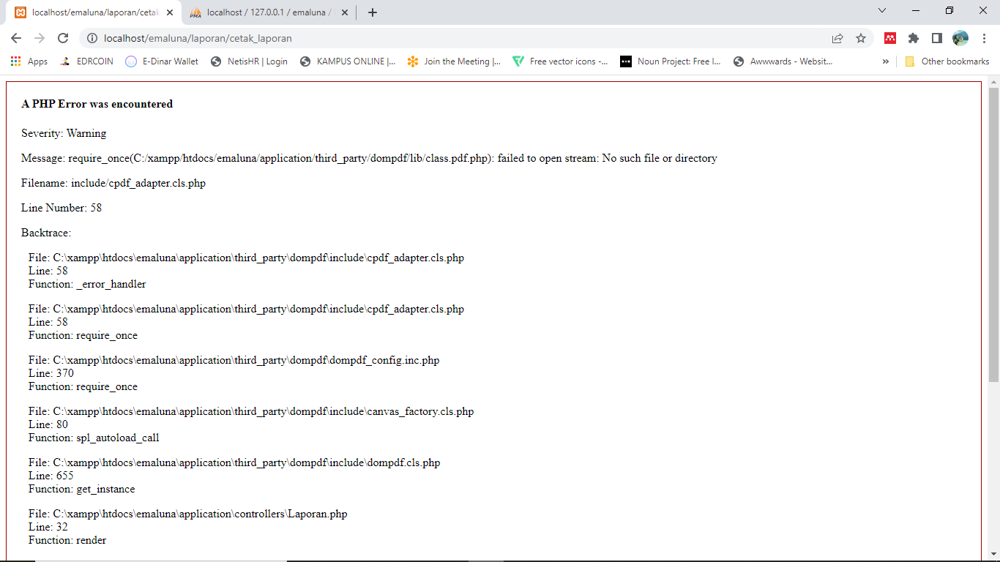 localhost/emaluna/laporan/cetak
localhost / 127.0.0.1 / emaluna /
localhost/emaluna/laporan/cetak_laporan
Apps EDRCOIN E-Dinar Wallet NetisHR | Login KAMPUS ONLINE |... Join the Meeting |... Free vector icons -... Noun Project: Free I... Awwwards - Websit... » Other bookmarks
A PHP Error was encountered
Severity: Warning
Message: require_once(C:/xampp/htdocs/emaluna/application/third_party/dompdf/lib/class.pdf.php): failed to open stream: No such file or directory
Filename: include/cpdf_adapter.cls.php
Line Number: 58
Backtrace:
File: C:\xampp\htdocs\emaluna\application\third_party\dompdf\include\cpdf_adapter.cls.php
Line: 58
Function: _error_handler
File: C:\xampp\htdocs\emaluna\application\third_party\dompdf\include\cpdf_adapter.cls.php
Line: 58
Function: require_once
File: C:\xampp\htdocs\emaluna\application\third_party\dompdf\dompdf_config.inc.php
Line: 370
Function: require_once
File: C:\xampp\htdocs\emaluna\application\third_party\dompdf\include\canvas_factory.cls.php
Line: 80
Function: spl_autoload_call
File: C:\xampp\htdocs\emaluna\application\third_party\dompdf\include\dompdf.cls.php
Line: 655
Function: get_instance
File: C:\xampp\htdocs\emaluna\application\controllers\Laporan.php
Line: 32
Function: render